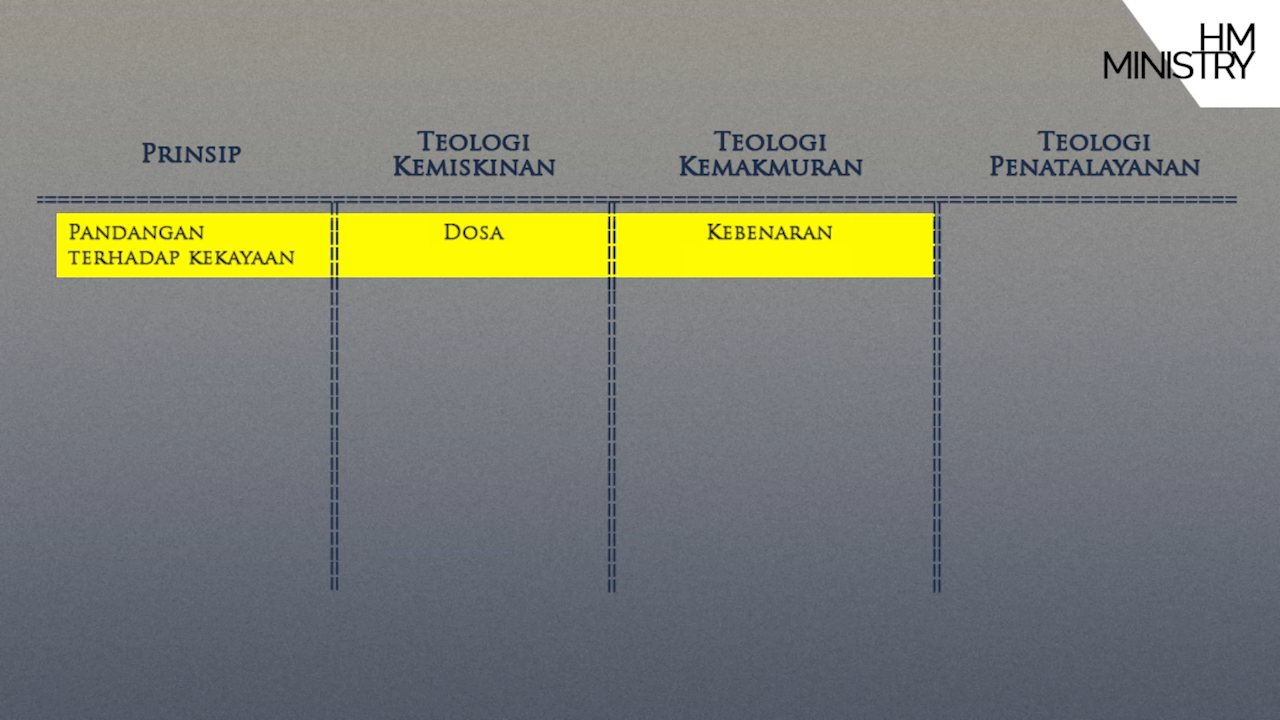 HM
MINISTRY
PRINSIP
TEOLOGI
KEMISKINAN
TEOLOGI
KEMAKMURAN
TEOLOGI
PENATALAYANAN
PANDANGAN
TERHADAP KEKAYAAN
DOSA
KEBENARAN